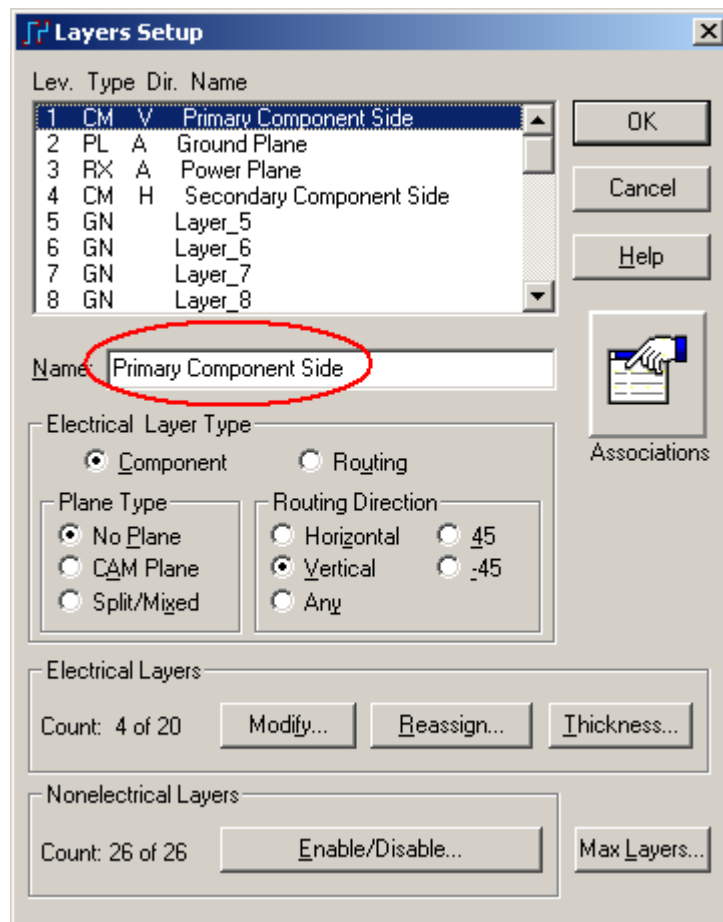 Layers Setup
Lev. Type Dir. Name
1 CM V Primary Component Side
2 PL A Ground Plane
3 RX A Power Plane
4 CM H Secondary Component Side
5 GN Layer_5
6 GN Layer_6
7 GN Layer_7
8 GN Layer_8
OK
Cancel
Help
Name: Primary Component Side
Associations
Electrical Layer Type
Component Routing
Plane Type
No Plane
CAM Plane
Split/Mixed
Routing Direction
Horizontal 45
Vertical -45
Any
Electrical Layers
Count: 4 of 20 Modify... Reassign... Thickness...
Nonelectrical Layers
Count: 26 of 26 Enable/Disable...
Max Layers...